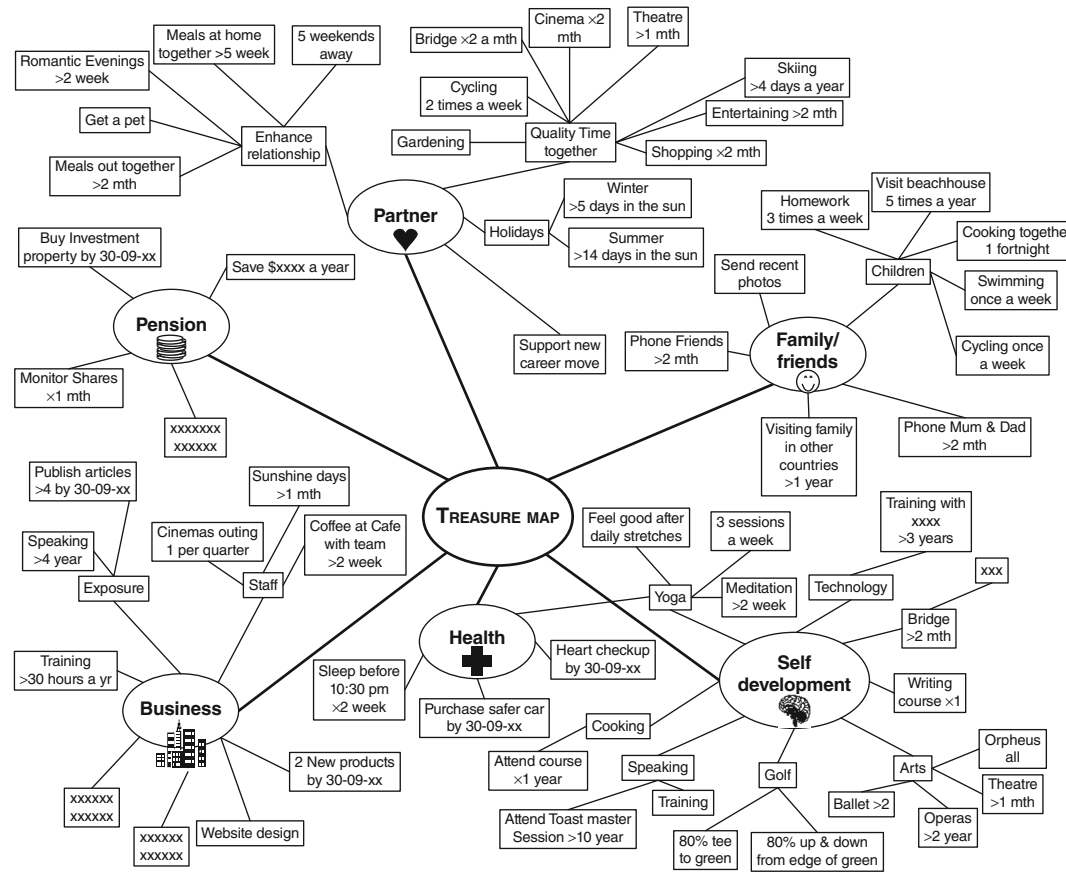 Meals at home
together >5 week
5 weekends
away
Romantic Evenings
>2 week
Get a pet
Meals out together
>2 mth
Enhance
relationship
Bridge ×2 a mth
Cinema ×2
mth
Theatre
>1 mth
Cycling
2 times a week
Gardening
Quality Time
together
Skiing
>4 days a year
Entertaining >2 mth
Shopping ×2 mth
Partner
Holidays
Winter
>5 days in the sun
Summer
>14 days in the sun
Support new
career move
Buy Investment
property by 30-09-xx
Save $xxxx a year
Pension
Monitor Shares
×1 mth
xxxxxxx
xxxxxx
Homework
3 times a week
Visit beachhouse
5 times a year
Cooking together
1 fortnight
Children
Swimming
once a week
Cycling once
a week
Send recent
photos
Phone Friends
>2 mth
Family/
friends
Visiting family
in other
countries
>1 year
Phone Mum & Dad
>2 mth
TREASURE MAP
Publish articles
>4 by 30-09-xx
Speaking
>4 year
Exposure
Sunshine days
>1 mth
Cinemas outing
1 per quarter
Coffee at Cafe
with team
>2 week
Staff
Training
>30 hours a yr
Business
2 New products
by 30-09-xx
xxxxxx
xxxxxx
xxxxxx
xxxxxx
Website design
Health
Sleep before
10:30 pm
×2 week
Purchase safer car
by 30-09-xx
Heart checkup
by 30-09-xx
Feel good after
daily stretches
3 sessions
a week
Yoga
Meditation
>2 week
Training with
xxxx
>3 years
Technology
xxx
Bridge
>2 mth
Self
development
Writing
course ×1
Cooking
Attend course
×1 year
Speaking
Training
Attend Toast master
Session >10 year
Golf
80% tee
to green
80% up & down
from edge of green
Arts
Orpheus
all
Theatre
>1 mth
Ballet >2
Operas
>2 year